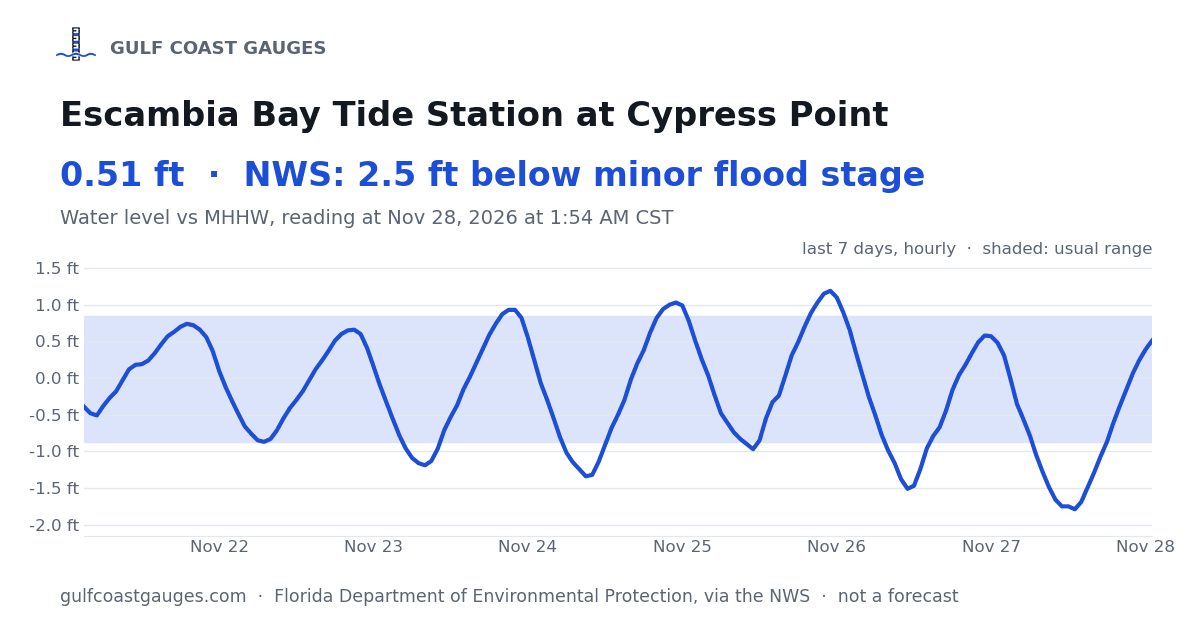 GULF COAST GAUGES
Escambia Bay Tide Station at Cypress Point
0.51 ft · NWS: 2.5 ft below minor flood stage
Water level vs MHHW, reading at Nov 28, 2026 at 1:54 AM CST
last 7 days, hourly · shaded: usual range
1.5 ft
1.0 ft
0.5 ft
0.0 ft
-0.5 ft
-1.0 ft
-1.5 ft
-2.0 ft
Nov 22 Nov 23 Nov 24 Nov 25 Nov 26 Nov 27 Nov 28
gulfcoastgauges.com · Florida Department of Environmental Protection, via the NWS · not a forecast